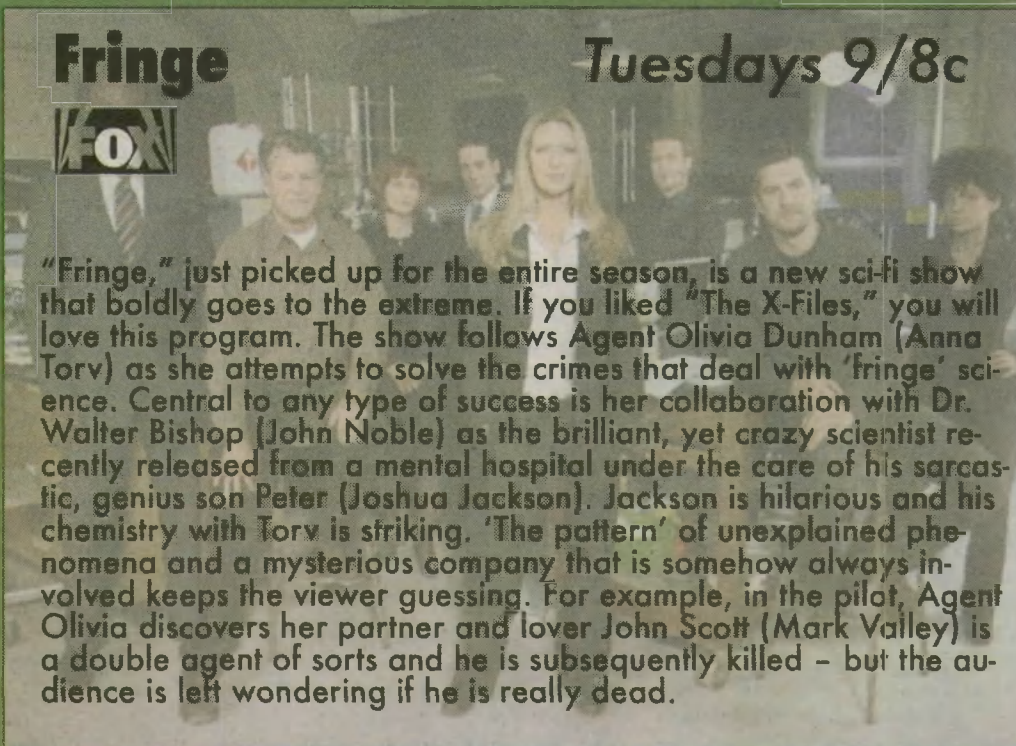 Fringe
Tuesdays 9/8c
FOX
"Fringe," just picked up for the entire season, is a new sci-fi show
that boldly goes to the extreme. If you liked "The X-Files," you will
love this program. The show follows Agent Olivia Dunham (Anna
Torv) as she attempts to solve the crimes that deal with 'fringe' sci-
ence. Central to any type of success is her collaboration with Dr.
Walter Bishop (John Noble) as the brilliant, yet crazy scientist re-
cently released from a mental hospital under the care of his sarcas-
tic, genius son Peter (Joshua Jackson). Jackson is hilarious and his
chemistry with Torv is striking. 'The pattern' of unexplained phe-
nomena and a mysterious company that is somehow always in-
volved keeps the viewer guessing. For example, in the pilot, Agent
Olivia discovers her partner and lover John Scott (Mark Valley) is
a double agent of sorts and he is subsequently killed – but the au-
dience is left wondering if he is really dead.